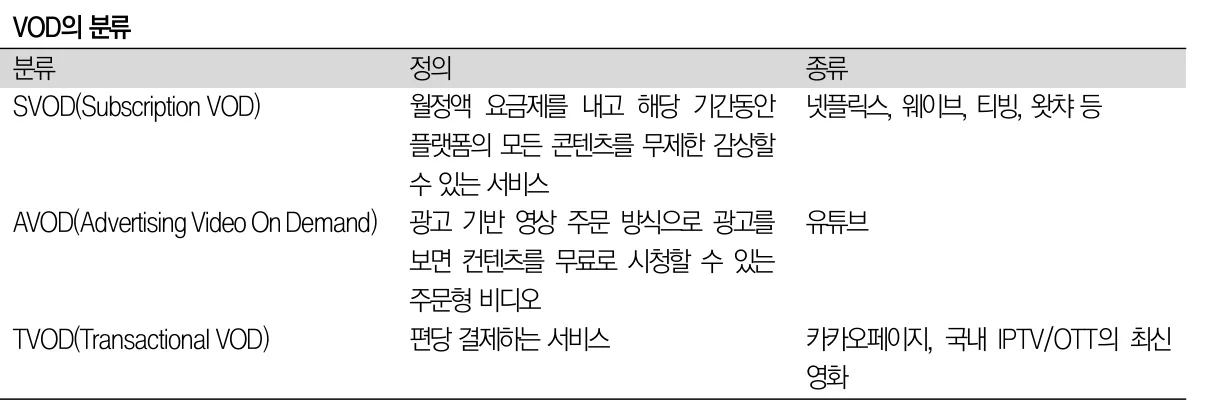 VOD의 분류
분류 정의 종류
SVOD(Subscription VOD) 월정액 요금제를 내고 해당 기간동안 넷플릭스, 웨이브, 티빙, 왓챠 등
플랫폼의 모든 콘텐츠를 무제한 감상할
수 있는 서비스
AVOD(Advertising Video On Demand) 광고 기반 영상 주문 방식으로 광고를 유튜브
보면 컨텐츠를 무료로 시청할 수 있는
주문형 비디오
TVOD(Transactional VOD) 편당 결제하는 서비스 카카오페이지, 국내 IPTV/OTT의 최신
영화